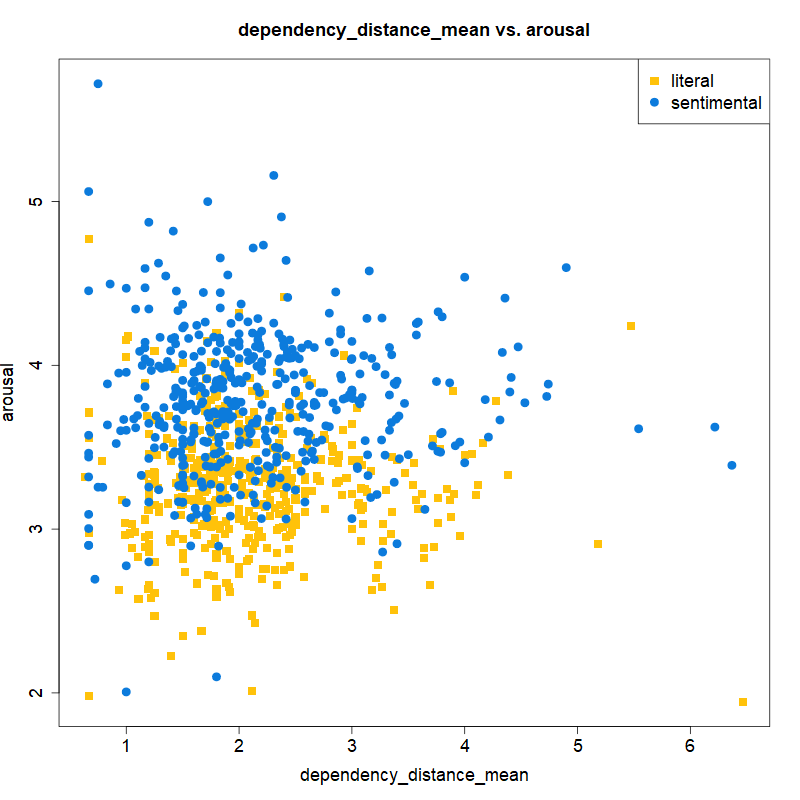 dependency_distance_mean vs. arousal
literal
sentimental
5
4
3
2
arousal
1 2 3 4 5 6
dependency_distance_mean